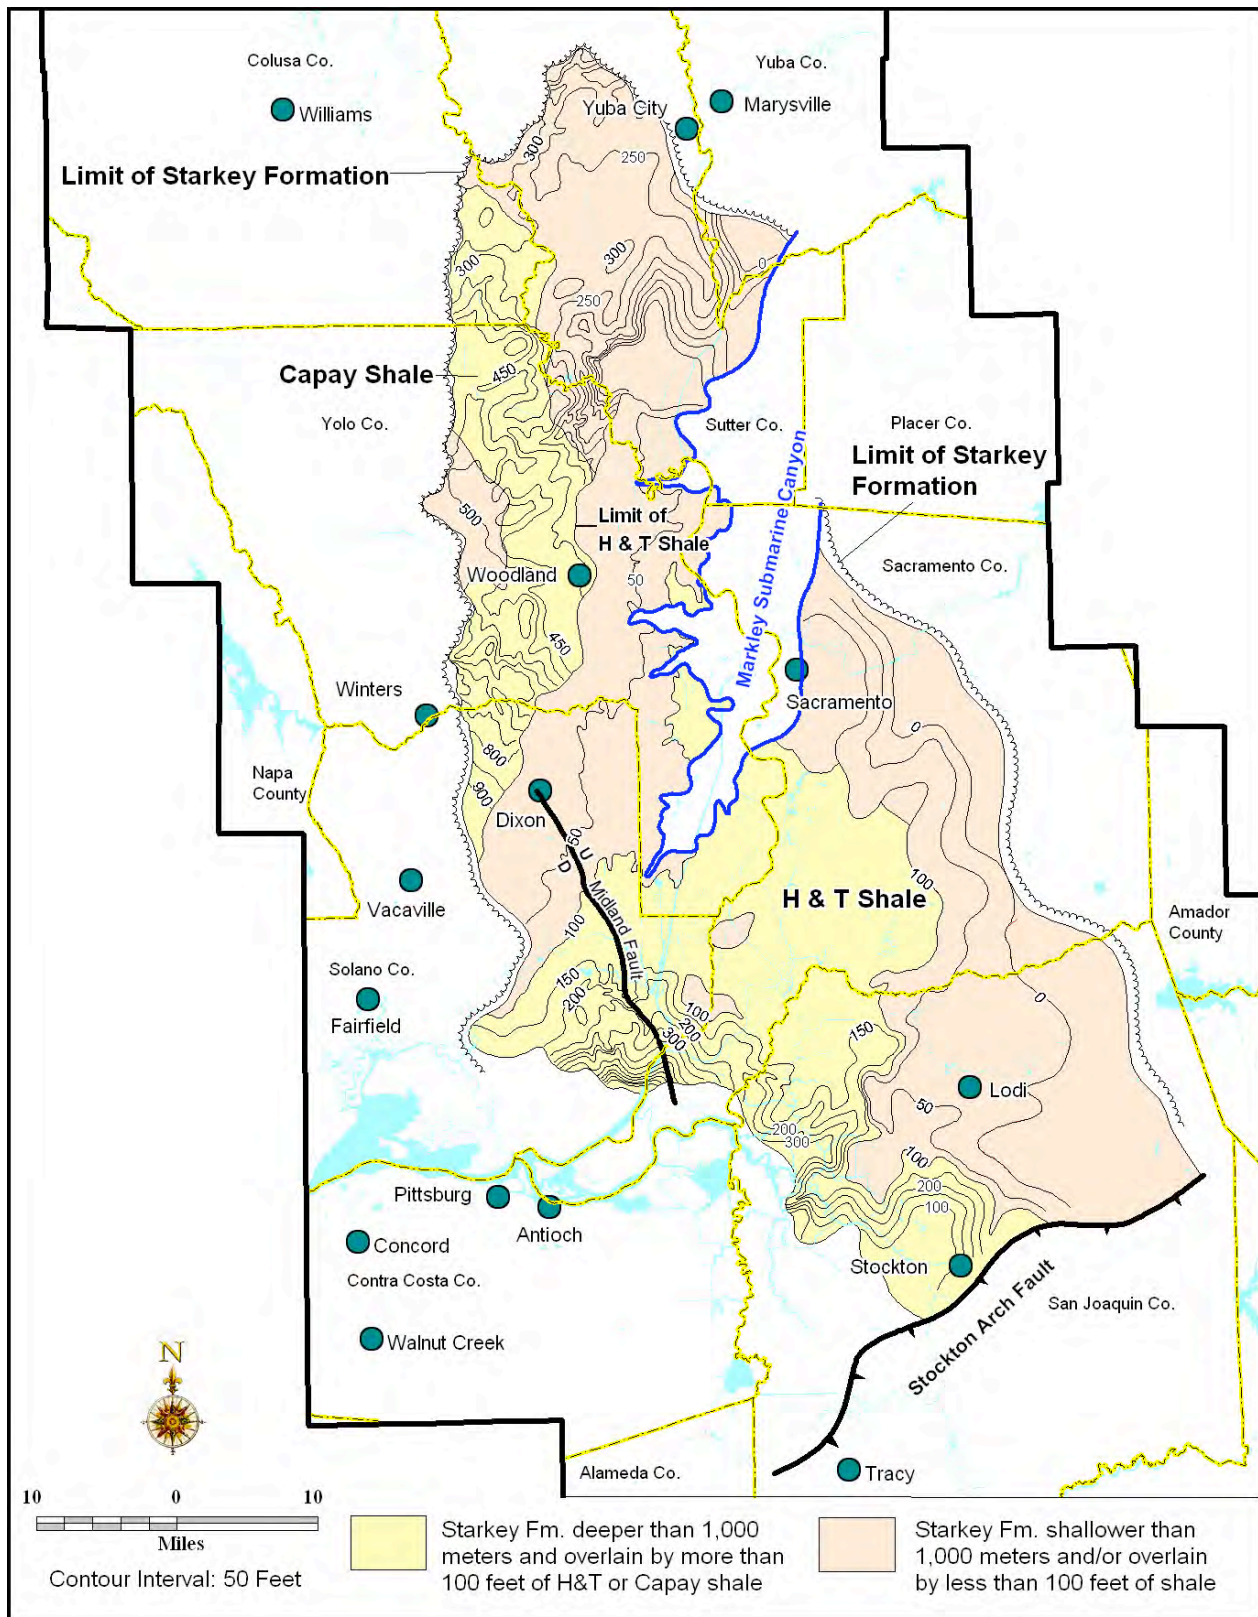 Colusa Co.
Yuba Co.
Williams
Yuba City
Marysville
300
250
Limit of Starkey Formation
300
300
0
250
Capay Shale
450
Yolo Co.
Sutter Co.
Placer Co.
Limit of Starkey
Formation
Markley Submarine Canyon
500
Limit of
H & T Shale
Sacramento Co.
Woodland
50
450
Winters
Sacramento
0
800
Napa
County
900
Dixon
50
U
D
Midland Fault
100
H & T Shale
Vacaville
Amador
County
100
Solano Co.
150
200
Fairfield
100
200
300
0
150
Lodi
50
200
300
100
200
100
Pittsburg
Antioch
Concord
Contra Costa Co.
Stockton
San Joaquin Co.
Stockton Arch Fault
Walnut Creek
N
Alameda Co.
Tracy
10 0 10
Miles
Contour Interval: 50 Feet
Starkey Fm. deeper than 1,000
meters and overlain by more than
100 feet of H&T or Capay shale
Starkey Fm. shallower than
1,000 meters and/or overlain
by less than 100 feet of shale